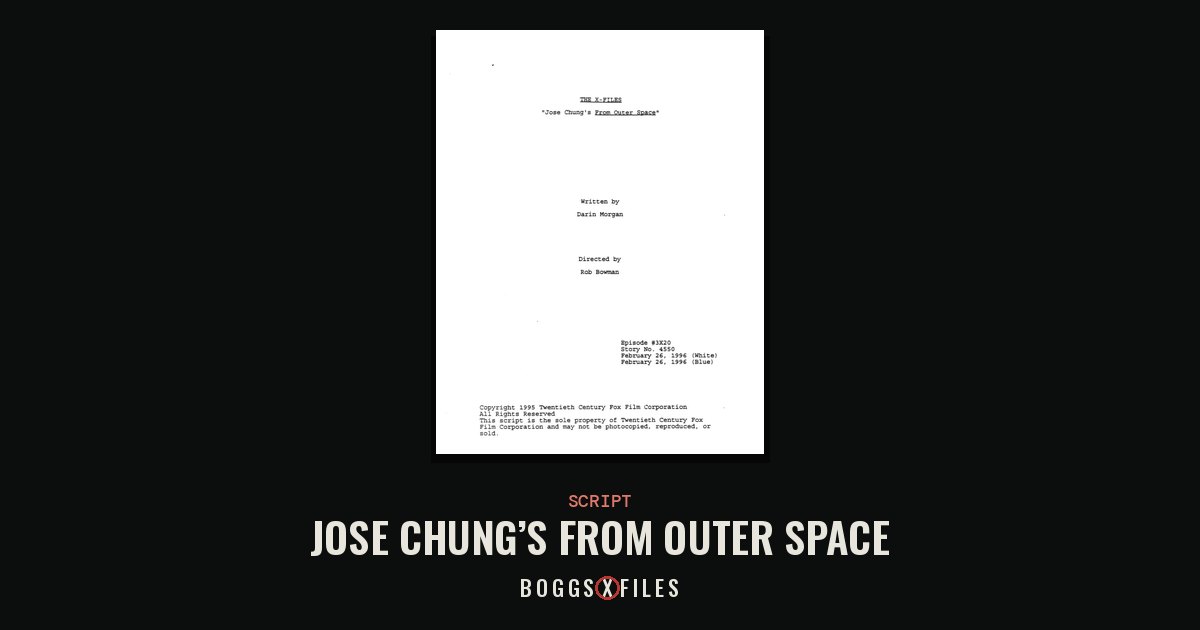 THE X-FILES
"Jose Chung's From Outer Space"
Written by
Darin Morgan
Directed by
Rob Bowman
Episode #3X20
Story No. 4550
February 26, 1996 (White)
February 26, 1996 (Blue)
Copyright 1995 Twentieth Century Fox Film Corporation
All Rights Reserved
This script is the sole property of Twentieth Century Fox
Film Corporation and may not be photocopied, reproduced, or
sold.
SCRIPT
JOSE CHUNG’S FROM OUTER SPACE
BOGGSXFILES